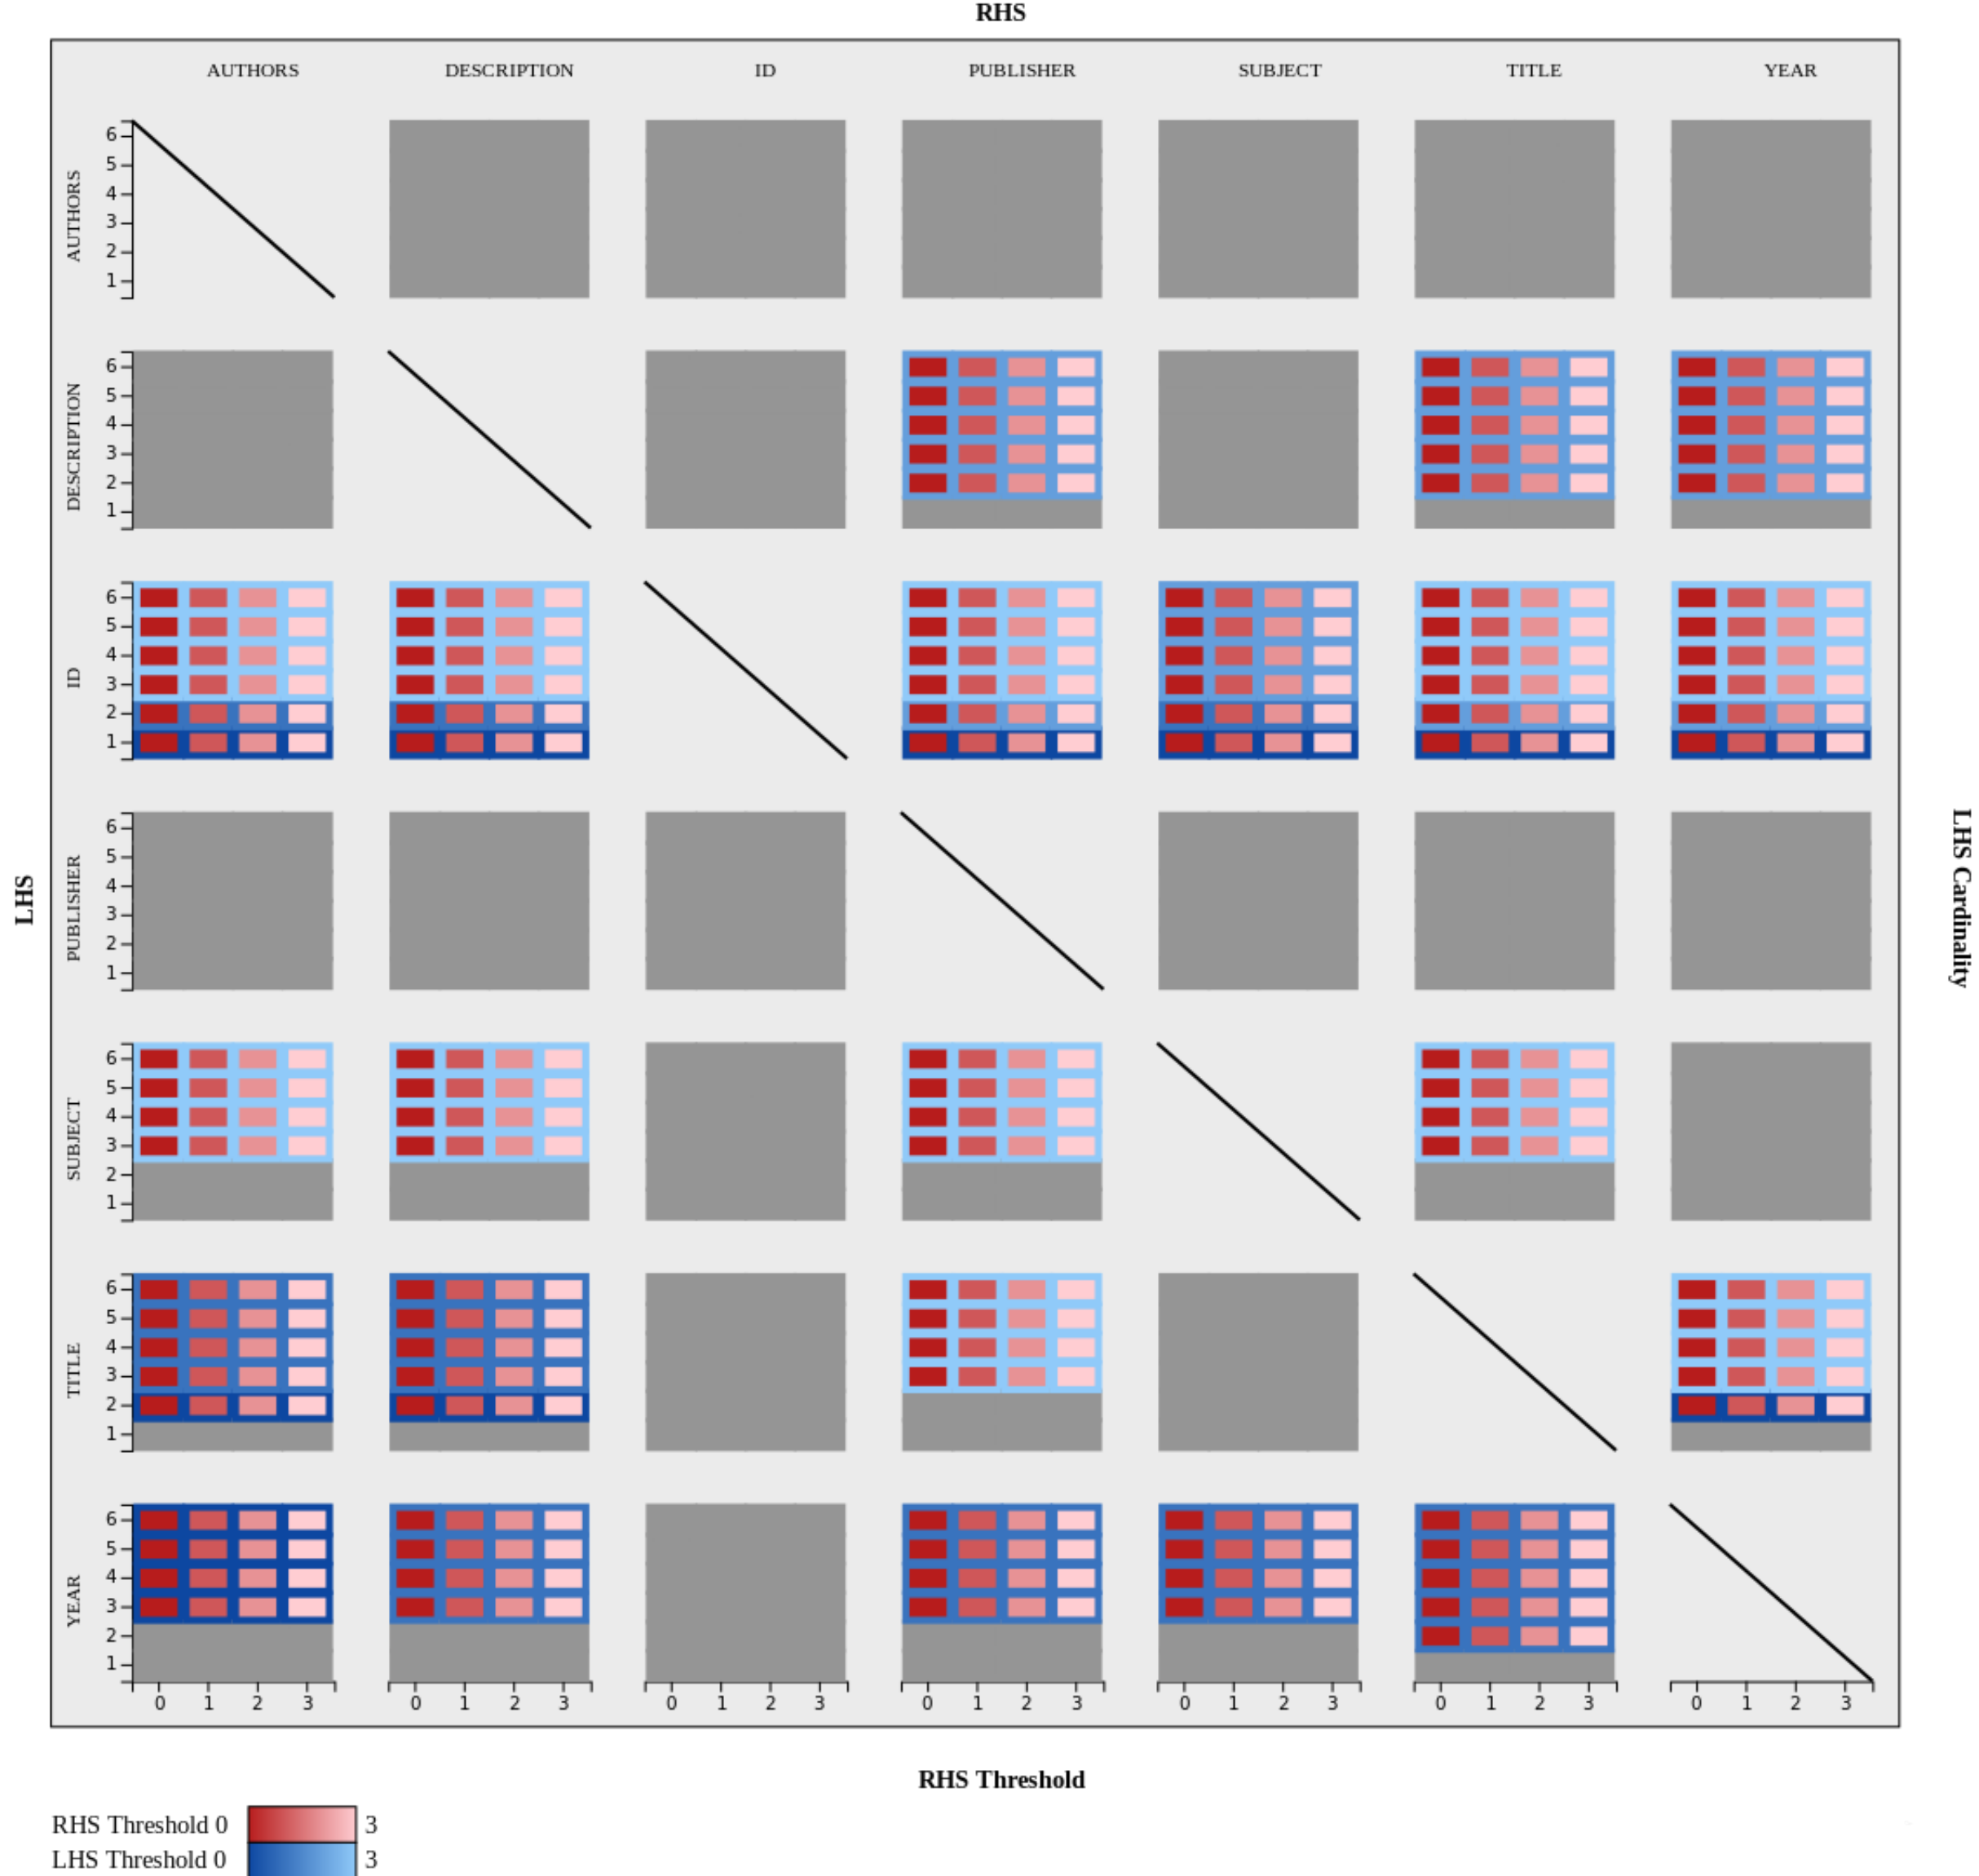 RHS
AUTHORS DESCRIPTION ID PUBLISHER SUBJECT TITLE YEAR
AUTHORS
6
5
4
3
2
1
DESCRIPTION
6
5
4
3
2
1
ID
6
5
4
3
2
1
LHS
PUBLISHER
6
5
4
3
2
1
LHS Cardinality
SUBJECT
6
5
4
3
2
1
TITLE
6
5
4
3
2
1
YEAR
6
5
4
3
2
1
0 1 2 3 0 1 2 3 0 1 2 3 0 1 2 3 0 1 2 3 0 1 2 3 0 1 2 3
RHS Threshold
RHS Threshold 0 3
LHS Threshold 0 3